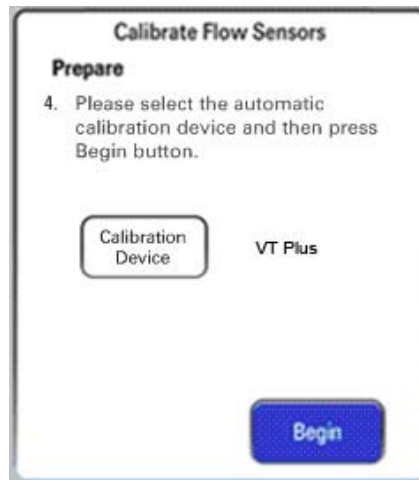 Calibrate Flow Sensors
Prepare
4. Please select the automatic
calibration device and then press
Begin button.
Calibration
Device
VT Plus
Begin